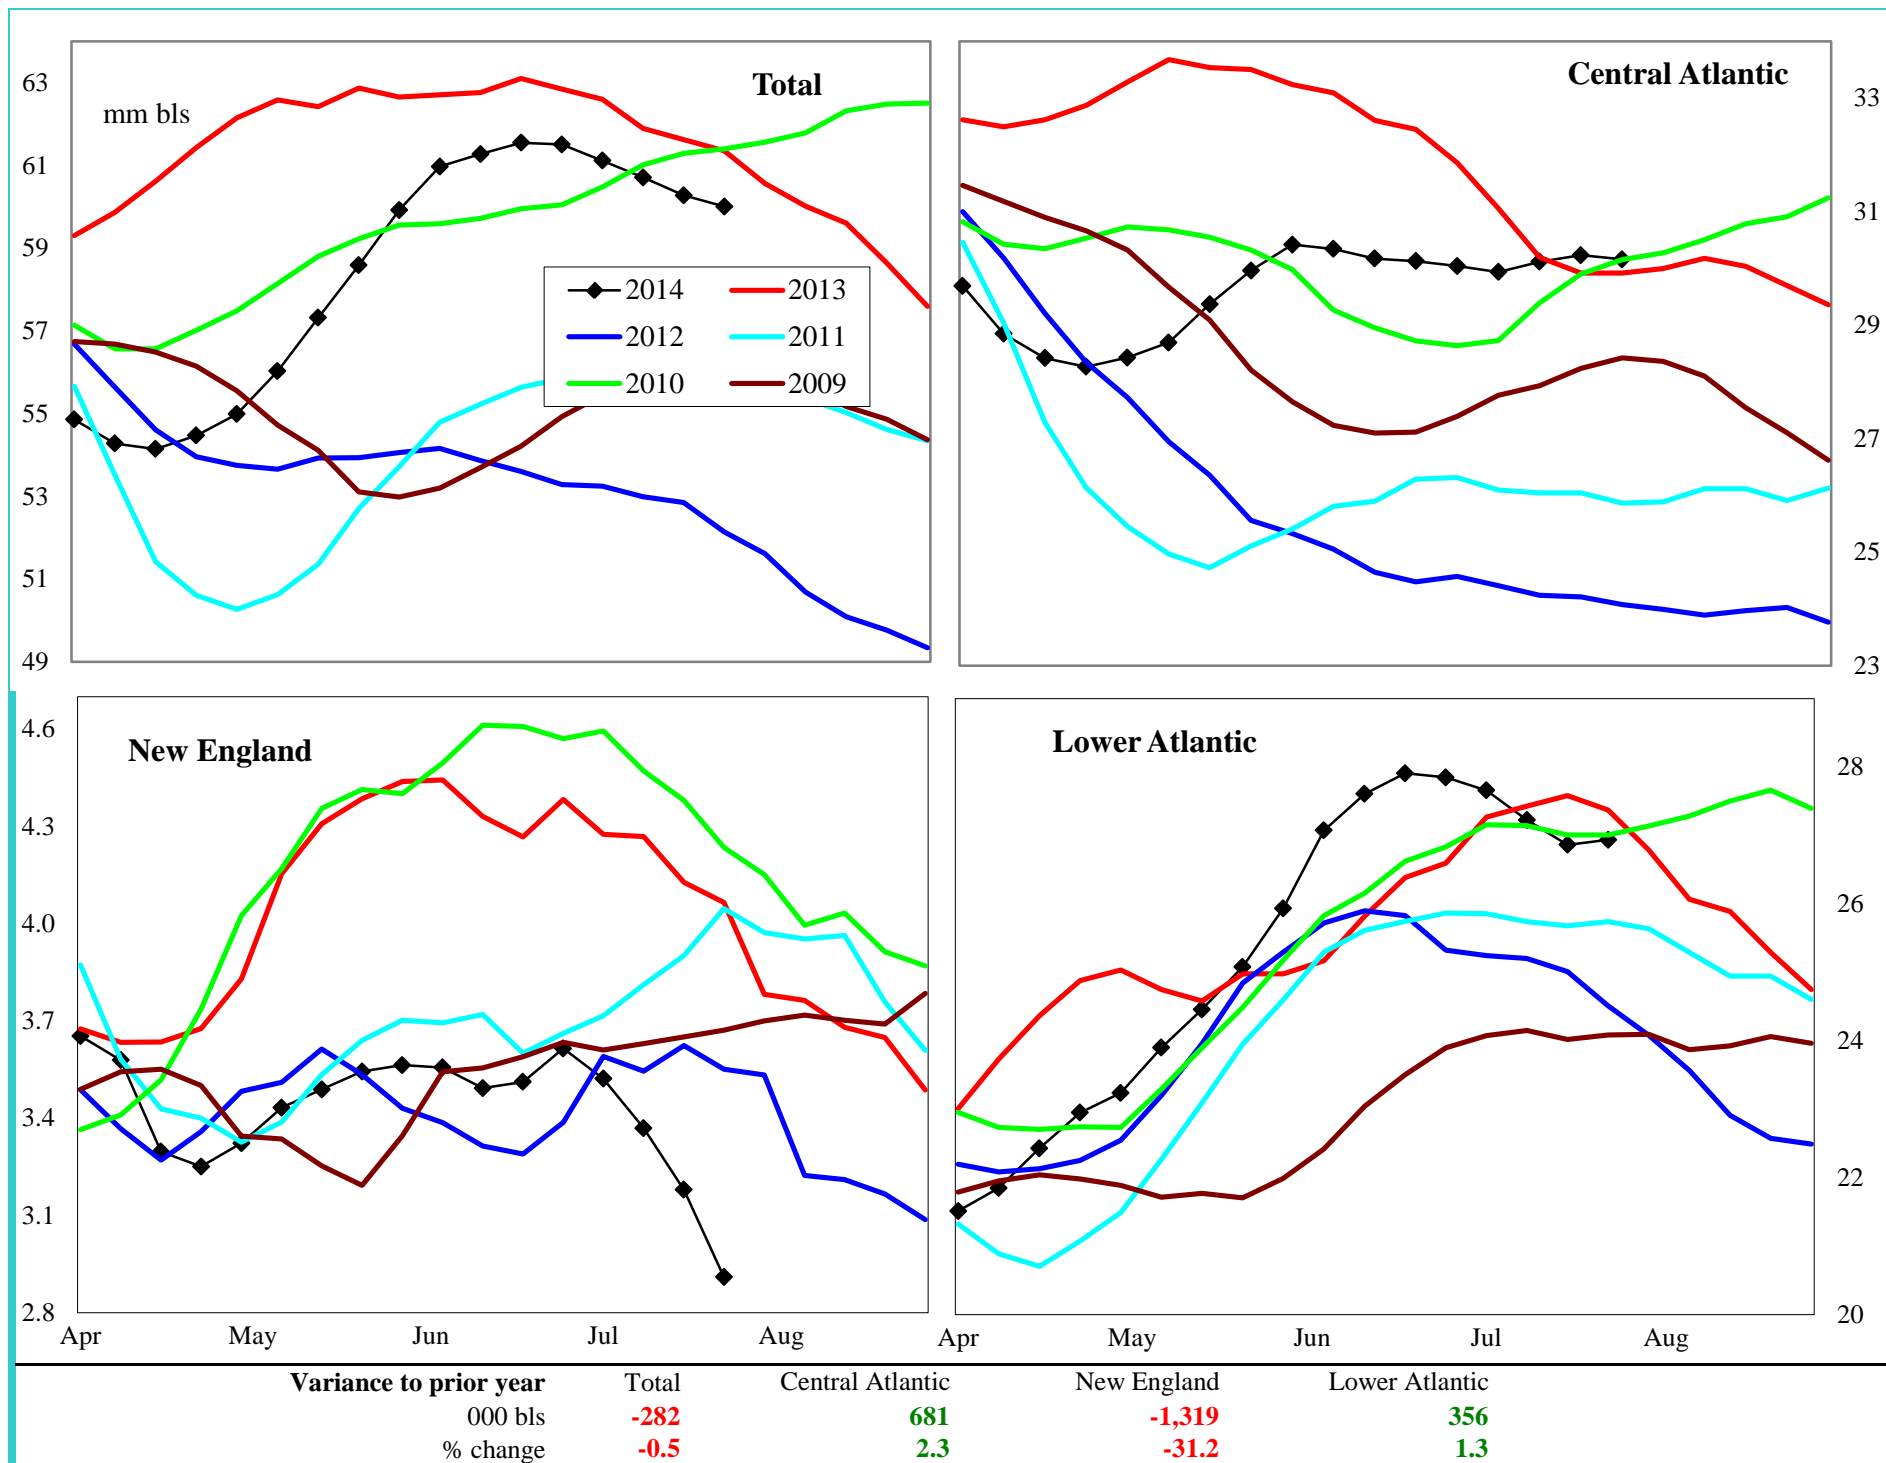 Total
mm bls
63
61
59
57
55
53
51
49
2014 2013
2012 2011
2010 2009
Central Atlantic
33
31
29
27
25
23
New England
4.6
4.3
4.0
3.7
3.4
3.1
2.8
Apr May Jun Jul Aug
Lower Atlantic
28
26
24
22
20
Apr May Jun Jul Aug
Variance to prior year Total Central Atlantic New England Lower Atlantic
000 bls -282 681 -1,319 356
% change -0.5 2.3 -31.2 1.3